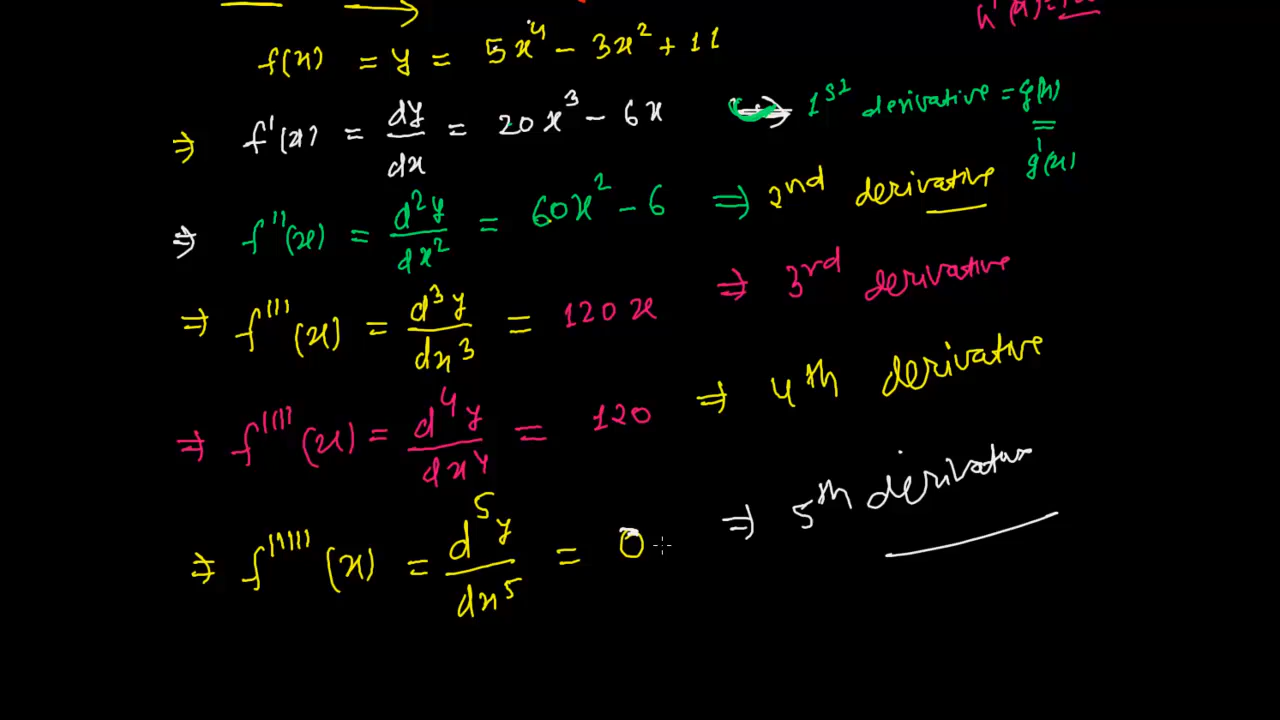 h'(x)=
f(x) = y = 5x⁴ - 3x² + 11
⇒ f'(x) = dy/dx = 20x³ - 6x ⇒ 1st derivative = g(x)
g'(x)
⇒ f''(x) = d²y/dx² = 60x² - 6 ⇒ 2nd derivative
⇒ f'''(x) = d³y/dx³ = 120x ⇒ 3rd derivative
⇒ f''''(x) = d⁴y/dx⁴ = 120 ⇒ 4th derivative
⇒ f'''''(x) = d⁵y/dx⁵ = 0 ⇒ 5th derivative